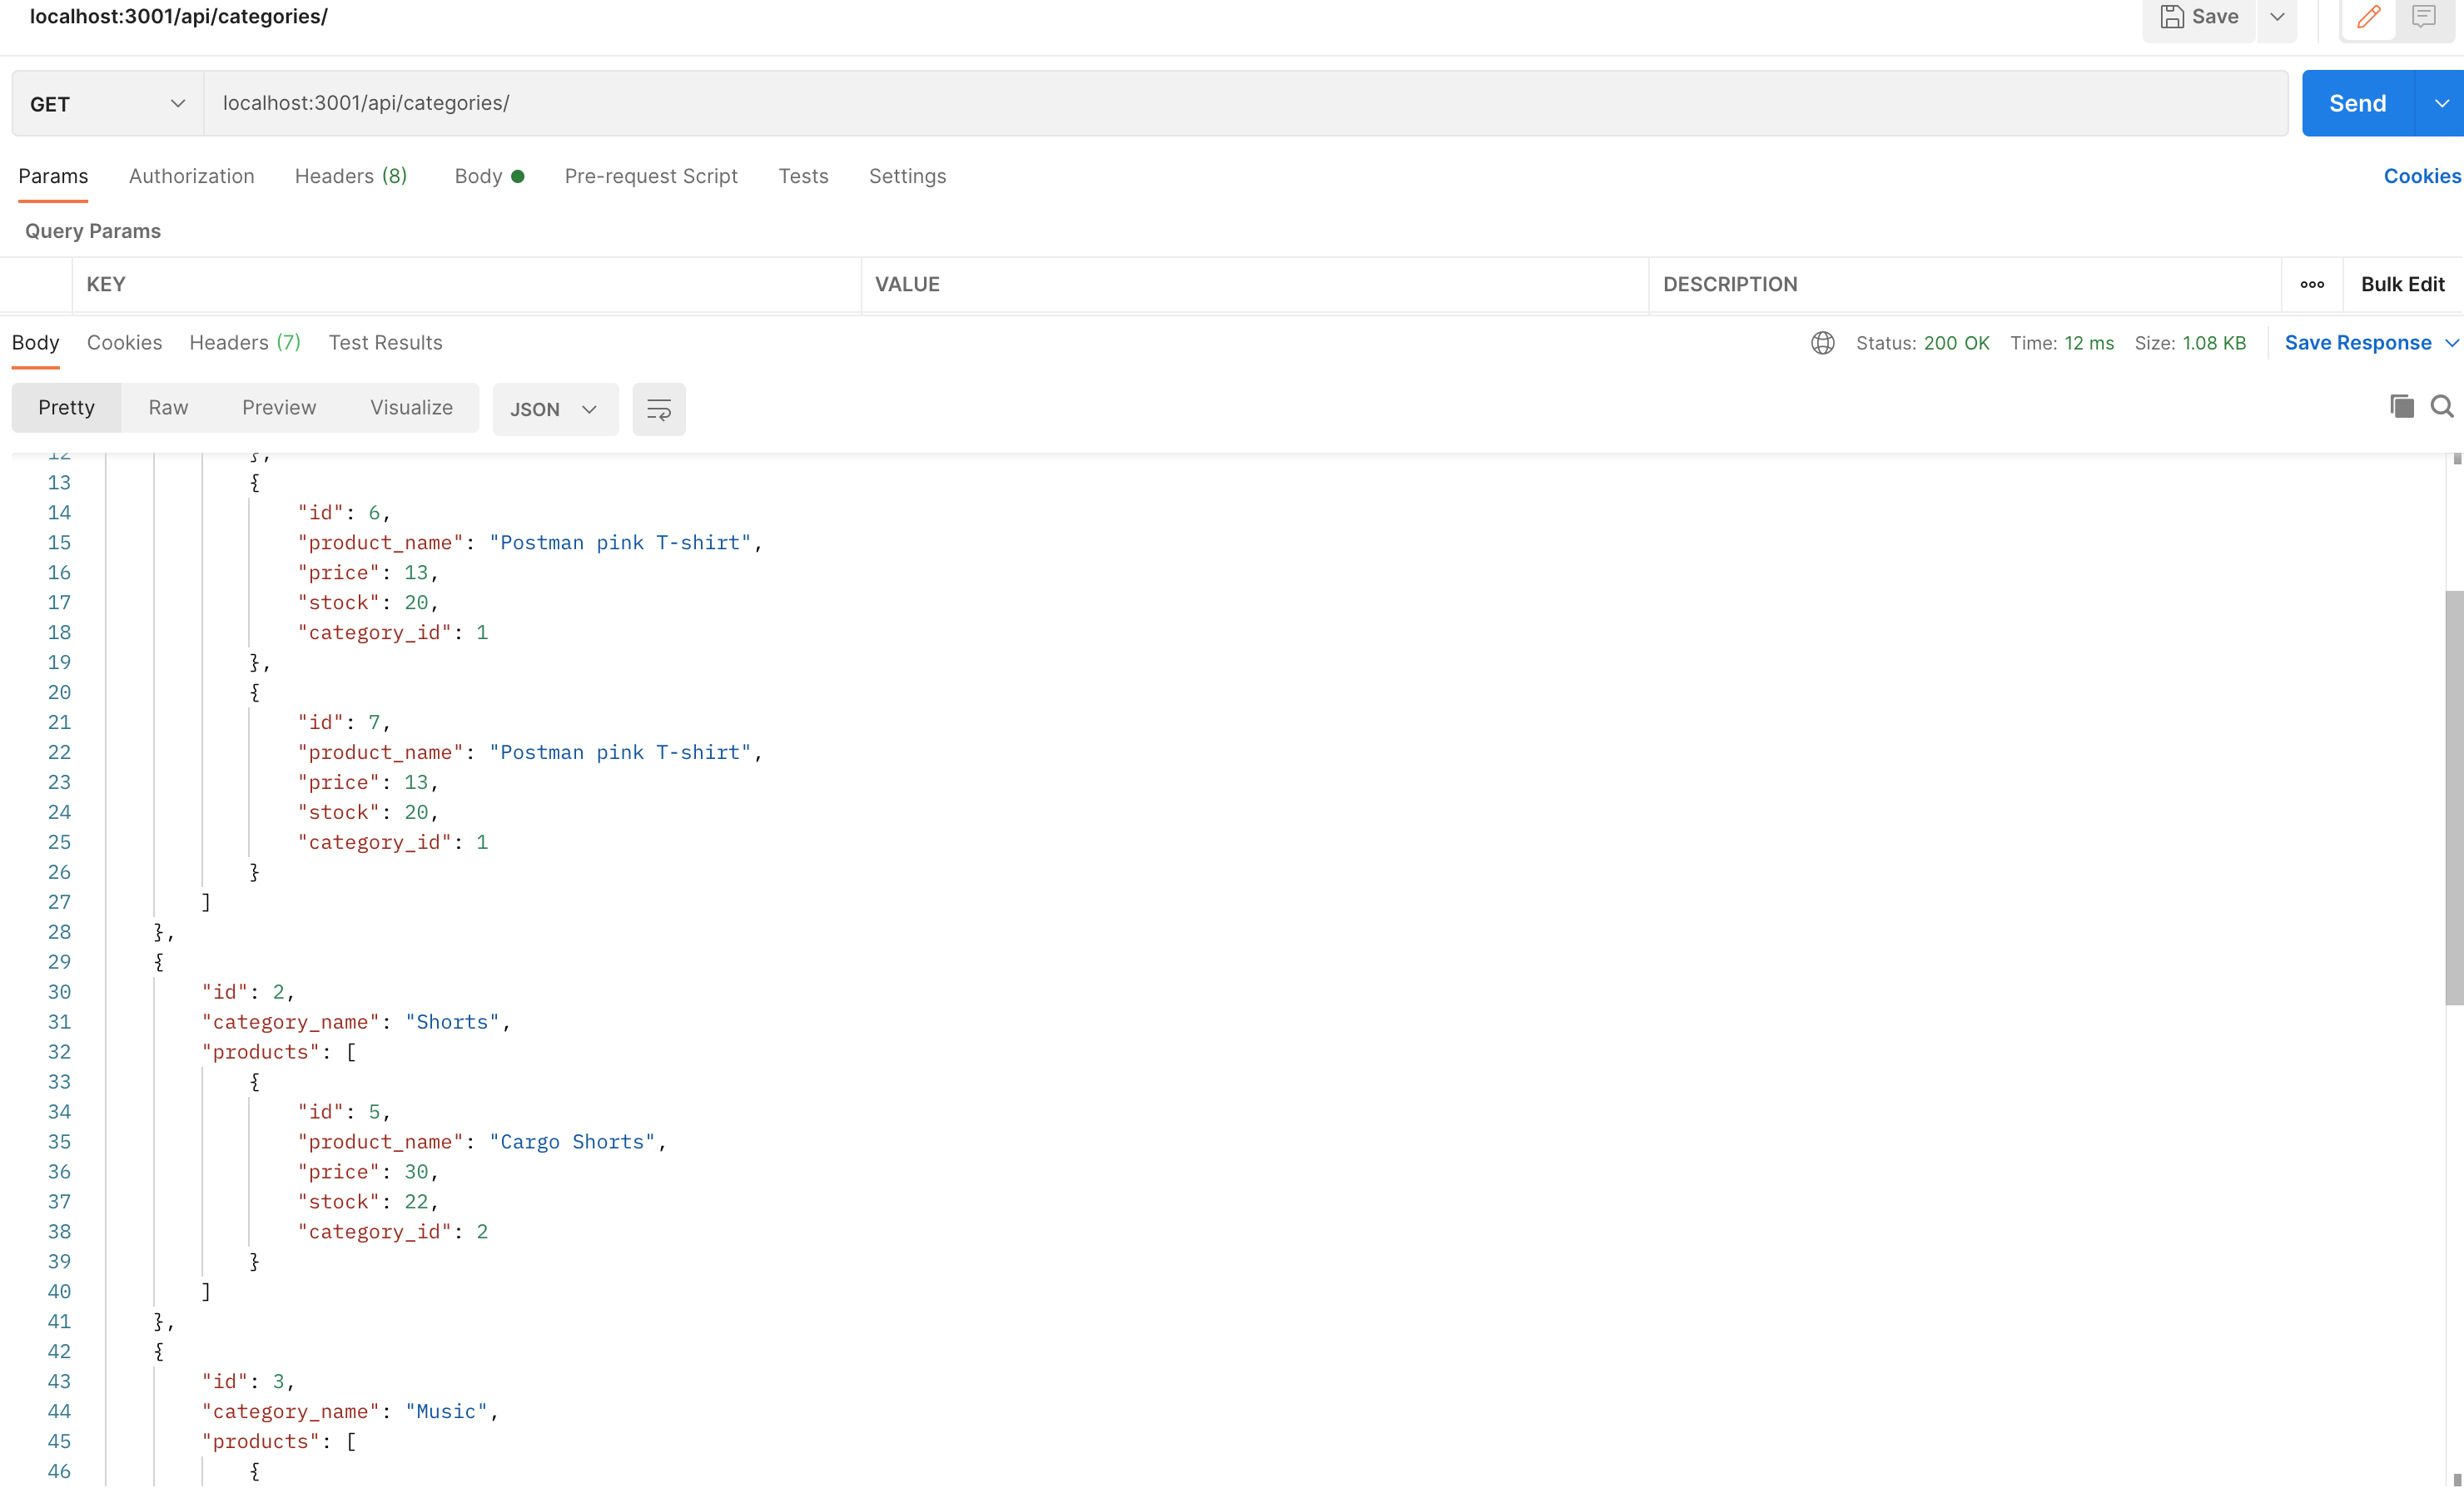 localhost:3001/api/categories/
Save
GET localhost:3001/api/categories/ Send
Params Authorization Headers (8) Body Pre-request Script Tests Settings Cookies
Query Params
KEY VALUE DESCRIPTION ooo Bulk Edit
Body Cookies Headers (7) Test Results Status: 200 OK Time: 12 ms Size: 1.08 KB Save Response
Pretty Raw Preview Visualize JSON
12 },
13 {
14 "id": 6,
15 "product_name": "Postman pink T-shirt",
16 "price": 13,
17 "stock": 20,
18 "category_id": 1
19 },
20 {
21 "id": 7,
22 "product_name": "Postman pink T-shirt",
23 "price": 13,
24 "stock": 20,
25 "category_id": 1
26 }
27 ]
28 },
29 {
30 "id": 2,
31 "category_name": "Shorts",
32 "products": [
33 {
34 "id": 5,
35 "product_name": "Cargo Shorts",
36 "price": 30,
37 "stock": 22,
38 "category_id": 2
39 }
40 ]
41 },
42 {
43 "id": 3,
44 "category_name": "Music",
45 "products": [
46 {